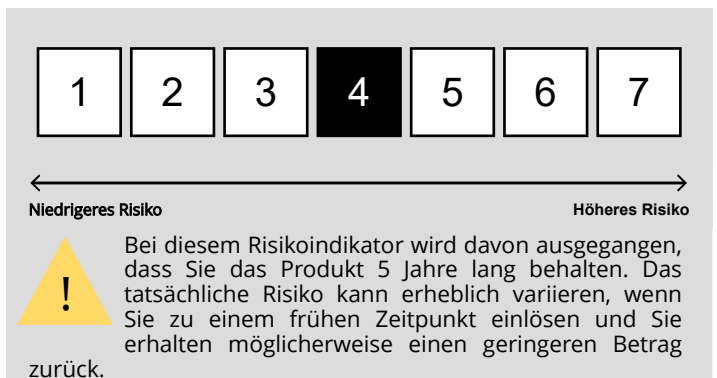 1 2 3 4 5 6 7
Niedrigeres Risiko Höheres Risiko
!
Bei diesem Risikoindikator wird davon ausgegangen,
dass Sie das Produkt 5 Jahre lang behalten. Das
tatsächliche Risiko kann erheblich variieren, wenn
Sie zu einem frühen Zeitpunkt einlösen und Sie
erhalten möglicherweise einen geringeren Betrag
zurück.